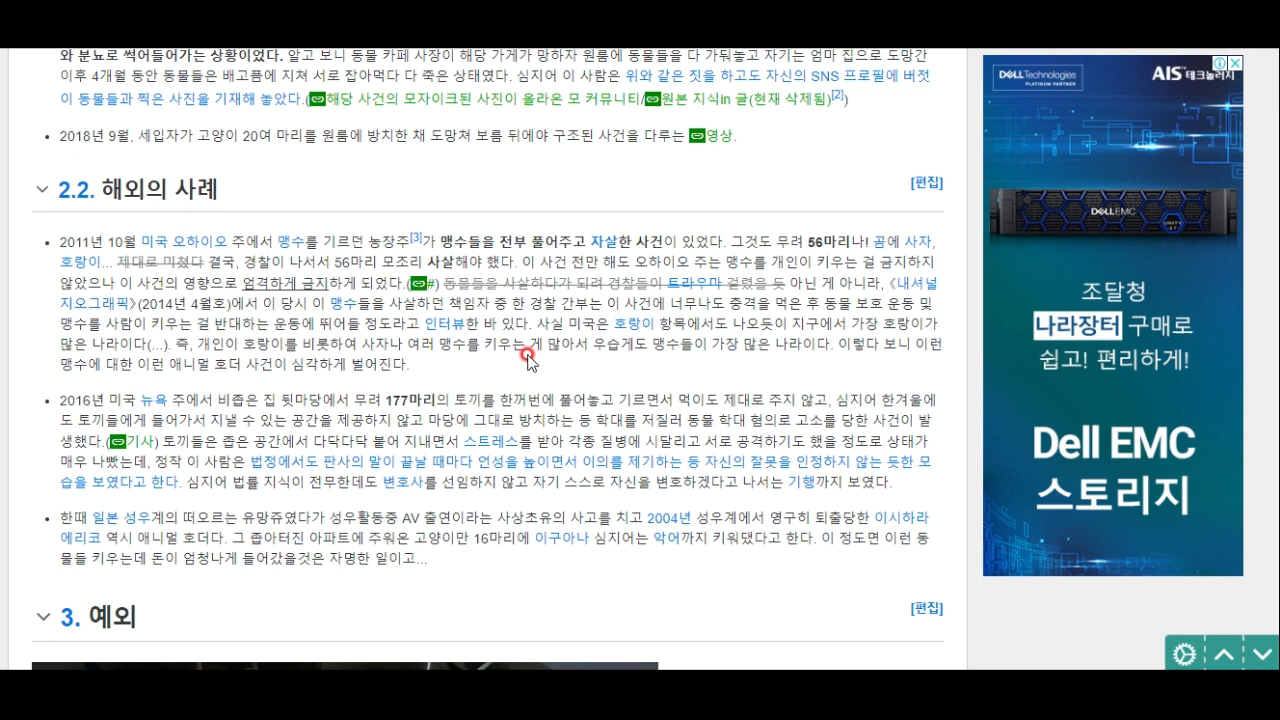 와 분뇨로 썩어들어가는 상황이었다. 알고 보니 동물 카페 사장이 해당 가게가 망하자 원룸에 동물들을 다 가둬놓고 자기는 엄마 집으로 도망간
이후 4개월 동안 동물들은 배고픔에 지쳐 서로 잡아먹다 다 죽은 상태였다. 심지어 이 사람은 위와 같은 짓을 하고도 자신의 SNS 프로필에 버젓
이 동물들과 찍은 사진을 기재해 놓았다.(해당 사건의 모자이크된 사진이 올라온 모 커뮤니티/원본 지식in 글(현재 삭제됨)[2])
• 2018년 9월, 세입자가 고양이 20여 마리를 원룸에 방치한 채 도망쳐 보름 뒤에야 구조된 사건을 다루는 영상.
2.2. 해외의 사례
[편집]
• 2011년 10월 미국 오하이오 주에서 맹수를 기르던 농장주[3]가 맹수들을 전부 풀어주고 자살한 사건이 있었다. 그것도 무려 56마리나! 곰에 사자,
호랑이... 제대로 미쳤다 결국, 경찰이 나서서 56마리 모조리 사살해야 했다. 이 사건 전만 해도 오하이오 주는 맹수를 개인이 키우는 걸 금지하지
않았으나 이 사건의 영향으로 엄격하게 금지하게 되었다.(#) 동물들을 사살하다가 되려 경찰들이 트라우마 걸렸을 듯 아닌 게 아니라, 《내셔널
지오그래픽》(2014년 4월호)에서 이 당시 이 맹수들을 사살하던 책임자 중 한 경찰 간부는 이 사건에 너무나도 충격을 먹은 후 동물 보호 운동 및
맹수를 사람이 키우는 걸 반대하는 운동에 뛰어들 정도라고 인터뷰한 바 있다. 사실 미국은 호랑이 항목에서도 나오듯이 지구에서 가장 호랑이가
많은 나라이다(...). 즉, 개인이 호랑이를 비롯하여 사자나 여러 맹수를 키우는 게 많아서 우습게도 맹수들이 가장 많은 나라이다. 이렇다 보니 이런
맹수에 대한 이런 애니멀 호더 사건이 심각하게 벌어진다.
• 2016년 미국 뉴욕 주에서 비좁은 집 뒷마당에서 무려 177마리의 토끼를 한꺼번에 풀어놓고 기르면서 먹이도 제대로 주지 않고, 심지어 한겨울에
도 토끼들에게 들어가서 지낼 수 있는 공간을 제공하지 않고 마당에 그대로 방치하는 등 학대를 저질러 동물 학대 혐의로 고소를 당한 사건이 발
생했다.(기사) 토끼들은 좁은 공간에서 다닥다닥 붙어 지내면서 스트레스를 받아 각종 질병에 시달리고 서로 공격하기도 했을 정도로 상태가
매우 나빴는데, 정작 이 사람은 법정에서도 판사의 말이 끝날 때마다 언성을 높이면서 이의를 제기하는 등 자신의 잘못을 인정하지 않는 듯한 모
습을 보였다고 한다. 심지어 법률 지식이 전무한데도 변호사를 선임하지 않고 자기 스스로 자신을 변호하겠다고 나서는 기행까지 보였다.
• 한때 일본 성우계의 떠오르는 유망쥬였다가 성우활동중 AV 출연이라는 사상초유의 사고를 치고 2004년 성우계에서 영구히 퇴출당한 이시하라
에리코 역시 애니멀 호더다. 그 좁아터진 아파트에 주워온 고양이만 16마리에 이구아나 심지어는 악어까지 키워댔다고 한다. 이 정도면 이런 동
물들 키우는데 돈이 엄청나게 들어갔을것은 자명한 일이고...
3. 예외
[편집]
DELLTechnologies
PLATINUM PARTNER
AIS 테크놀러지
DELLEMC
UNITY
조달청
나라장터 구매로
쉽고! 편리하게!
Dell EMC
스토리지